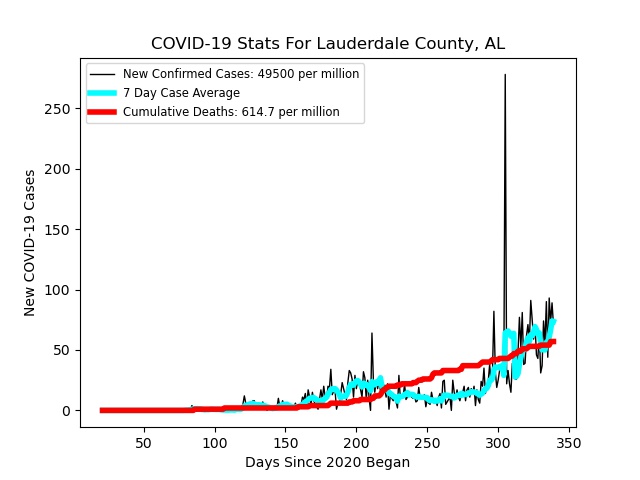 COVID-19 Stats For Lauderdale County, AL
New Confirmed Cases: 49500 per million
7 Day Case Average
Cumulative Deaths: 614.7 per million
New COVID-19 Cases
250
200
150
100
50
0
50 100 150 200 250 300 350
Days Since 2020 Began